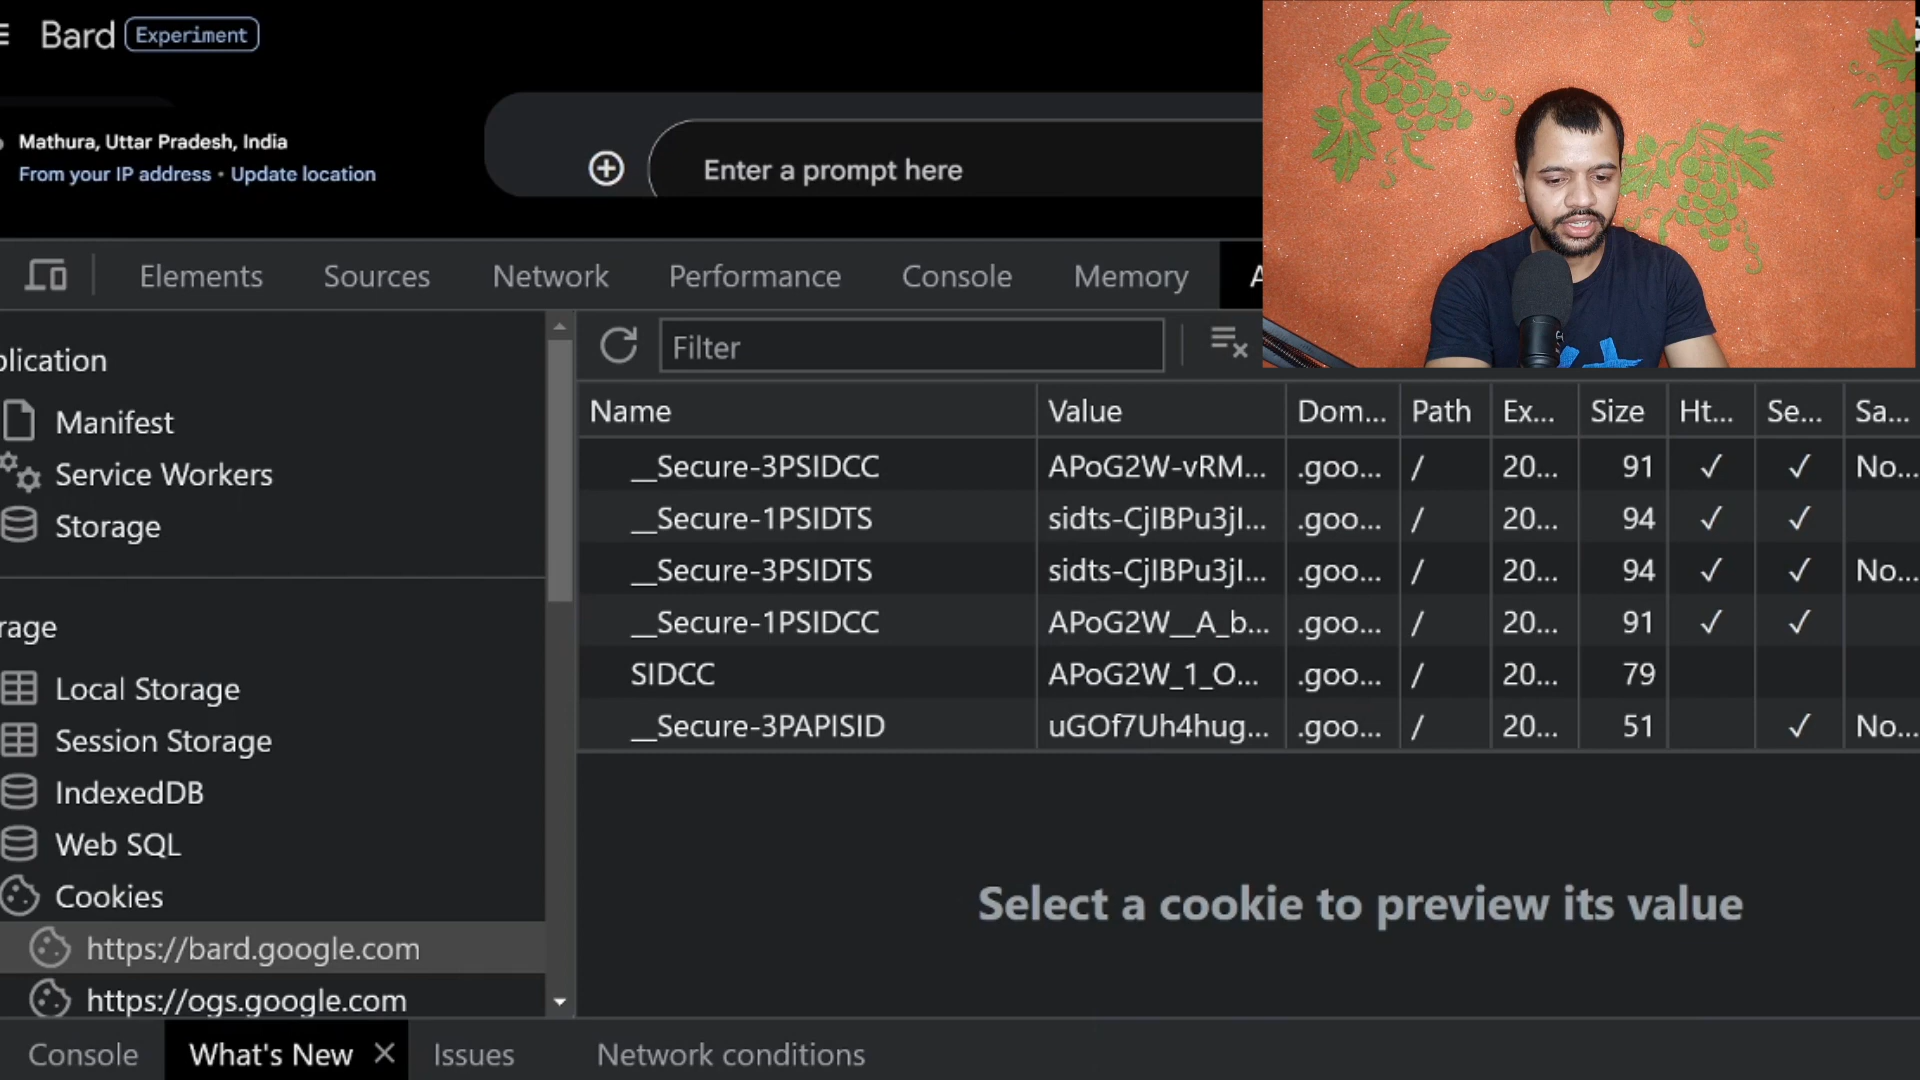 Bard Experiment
Mathura, Uttar Pradesh, India
From your IP address • Update location
Enter a prompt here
Elements Sources Network Performance Console Memory A
plication
Manifest
Service Workers
Storage
rage
Local Storage
Session Storage
IndexedDB
Web SQL
Cookies
https://bard.google.com
https://ogs.google.com
Filter
Name Value Dom... Path Ex... Size Ht... Se... Sa...
__Secure-3PSIDCC APoG2W-vRM... .goo... / 20... 91 ✓ ✓ No...
__Secure-1PSIDTS sidts-CjIBPu3jI... .goo... / 20... 94 ✓ ✓
__Secure-3PSIDTS sidts-CjIBPu3jI... .goo... / 20... 94 ✓ ✓ No...
__Secure-1PSIDCC APoG2W__A_b... .goo... / 20... 91 ✓ ✓
SIDCC APoG2W_1_O... .goo... / 20... 79
__Secure-3PAPISID uGOf7Uh4hug... .goo... / 20... 51 ✓ No...
Select a cookie to preview its value
Console What's New Issues Network conditions